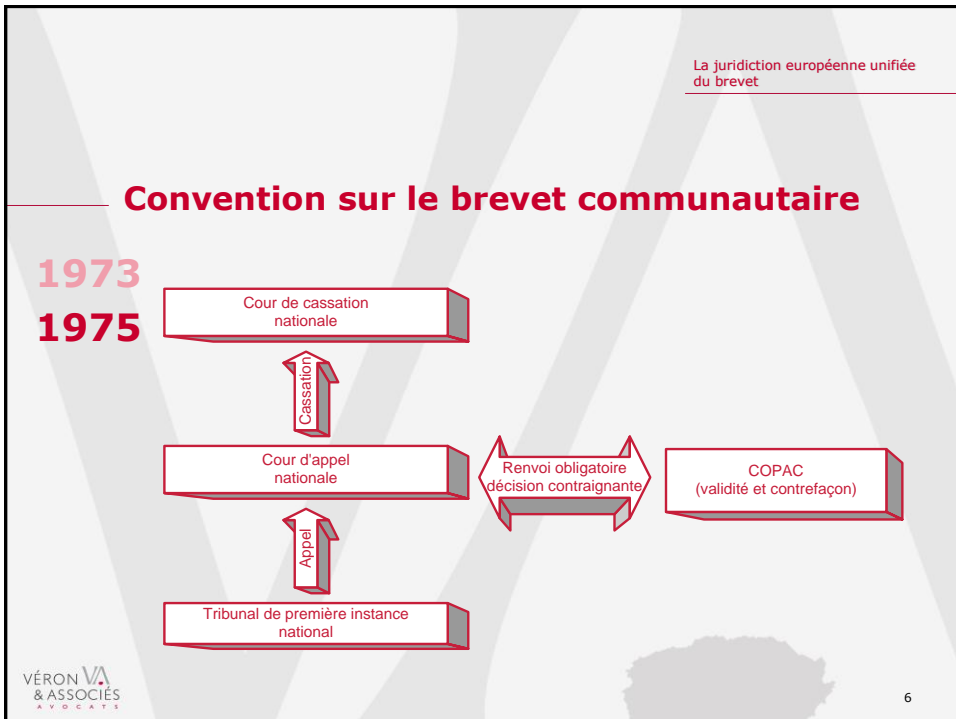 La juridiction européenne unifiée
du brevet
Convention sur le brevet communautaire
1973
1975
Cour de cassation
nationale
Cassation
Cour d'appel
nationale
Renvoi obligatoire
décision contraignante
COPAC
(validité et contrefaçon)
Appel
Tribunal de première instance
national
VÉRON VA
& ASSOCIÉS
AVOCATS
6